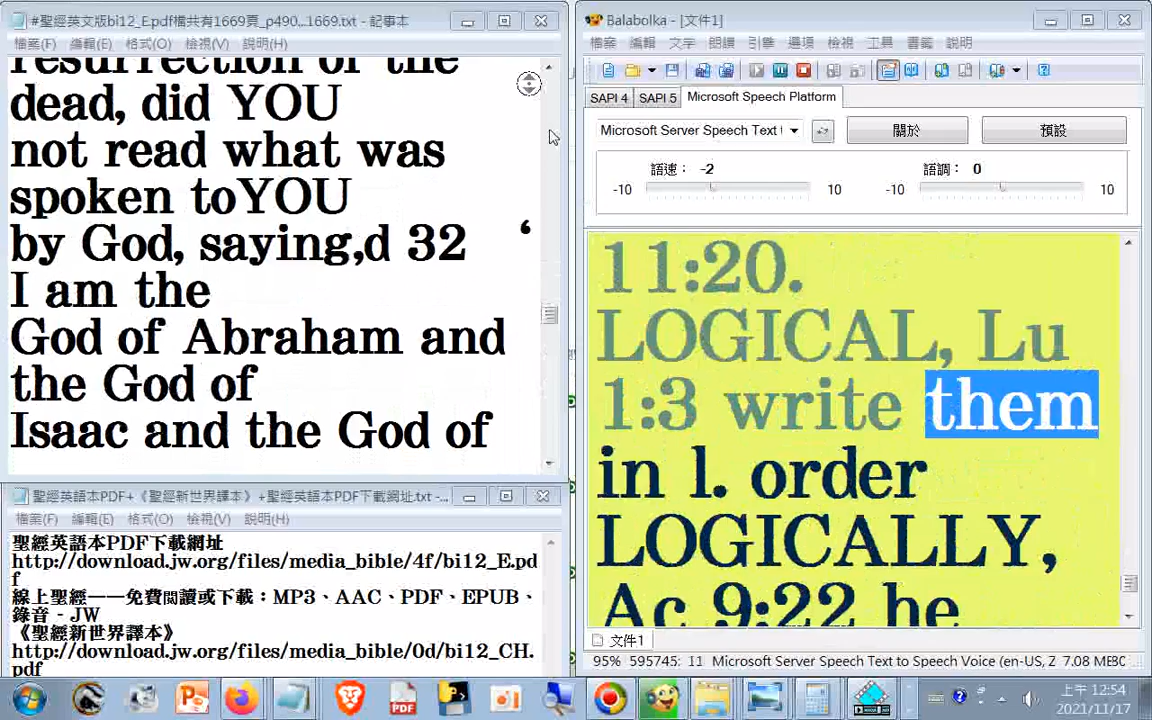 #聖經英文版bi12_E.pdf檔共有1669頁_p490,..1669.txt - 記事本
檔案(F) 編輯(E) 格式(O) 檢視(V) 說明(H)
resurrection of the
dead, did YOU
not read what was
spoken toYOU
by God, saying,d 32 ‘
I am the
God of Abraham and
the God of
Isaac and the God of
聖經英語本PDF+《聖經新世界譯本》+聖經英語本PDF下載網址.txt -...
檔案(F) 編輯(E) 格式(O) 檢視(V) 說明(H)
聖經英語本PDF下載網址
http://download.jw.org/files/media_bible/4f/bi12_E.pd
f
線上聖經——免費閱讀或下載：MP3、AAC、PDF、EPUB、
錄音 - JW
《聖經新世界譯本》
http://download.jw.org/files/media_bible/0d/bi12_CH.
pdf
Balabolka - [文件1]
檔案 編輯 文字 朗讀 引擎 選項 檢視 工具 書籤 說明
SAPI 4 SAPI 5 Microsoft Speech Platform
Microsoft Server Speech Text 關於 預設
語速： -2 語調： 0
-10 10 -10 10
11:20.
LOGICAL, Lu
1:3 write them
in l. order
LOGICALLY,
Ac 9:22 he
文件1
95% 595745: 11 Microsoft Server Speech Text to Speech Voice (en-US, Z 7.08 MEBC
PDF
上午 12:54
2021/11/17